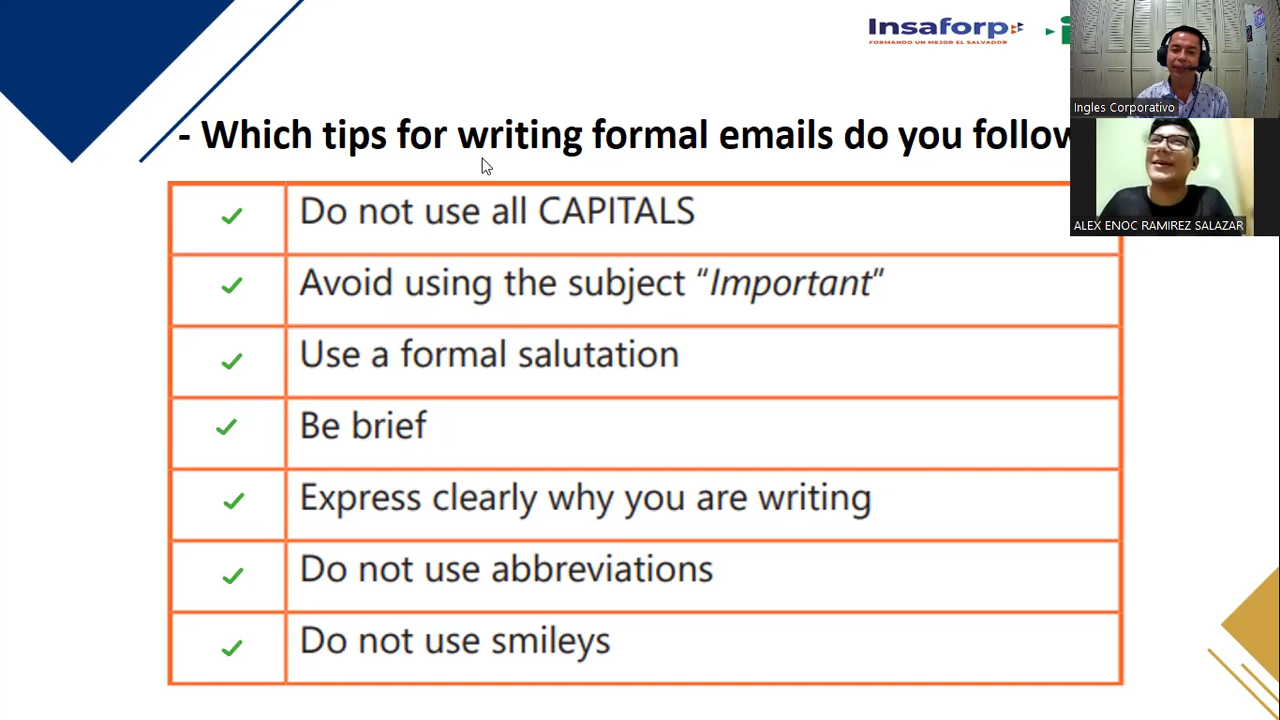 Insaforp
FORMANDO UN MEJOR EL SALVADOR
Ingles Corporativo
- Which tips for writing formal emails do you follow
ALEX ENOC RAMIREZ SALAZAR
Do not use all CAPITALS
Avoid using the subject “Important”
Use a formal salutation
Be brief
Express clearly why you are writing
Do not use abbreviations
Do not use smileys